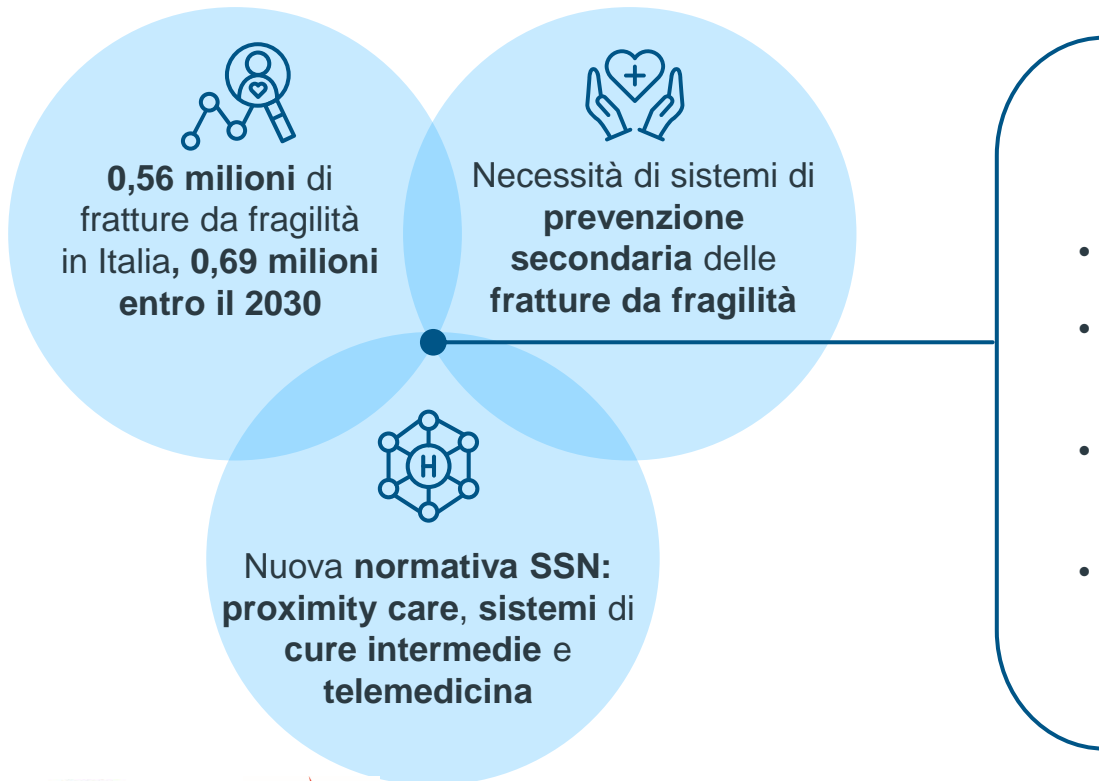 0,56 milioni di
fratture da fragilità
in Italia, 0,69 milioni
entro il 2030
Necessità di sistemi di
prevenzione
secondaria delle
fratture da fragilità
H
Nuova normativa SSN:
proximity care, sistemi di
cure intermedie e
telemedicina
•
•
•
•